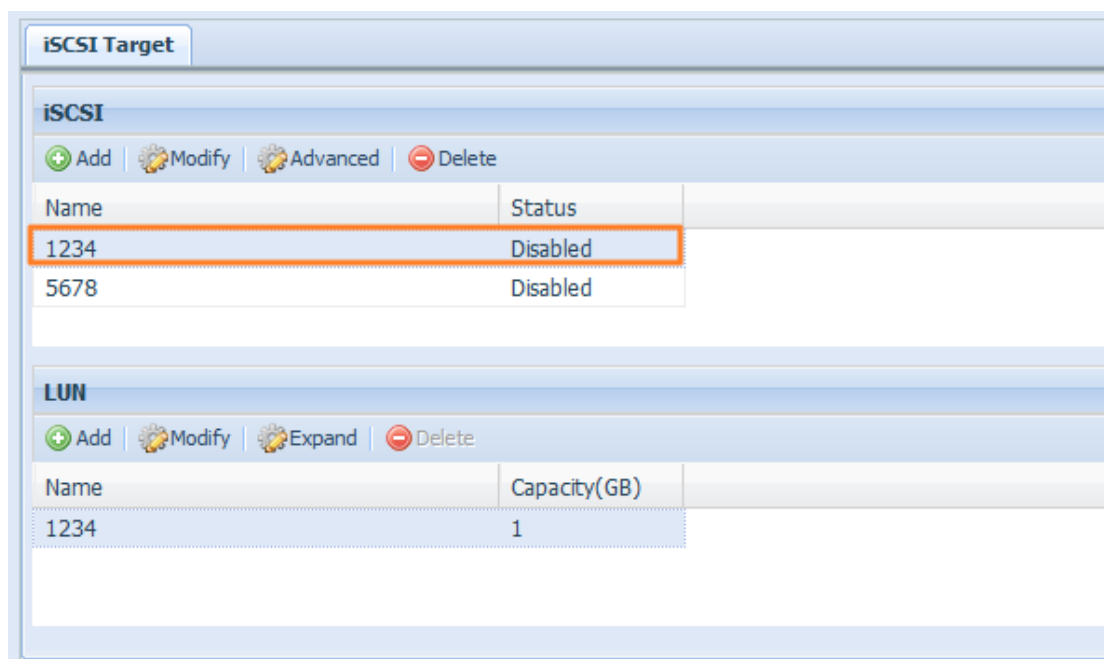 iSCSI Target
iSCSI
Add Modify Advanced Delete
Name Status
1234 Disabled
5678 Disabled
LUN
Add Modify Expand Delete
Name Capacity(GB)
1234 1